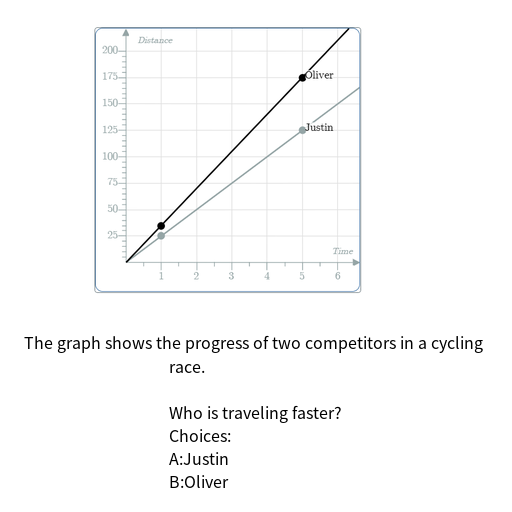 Distance
200
175
Oliver
150
125
Justin
100
75
50
25
Time
1 2 3 4 5 6
The graph shows the progress of two competitors in a cycling
race.
Who is traveling faster?
Choices:
A:Justin
B:Oliver